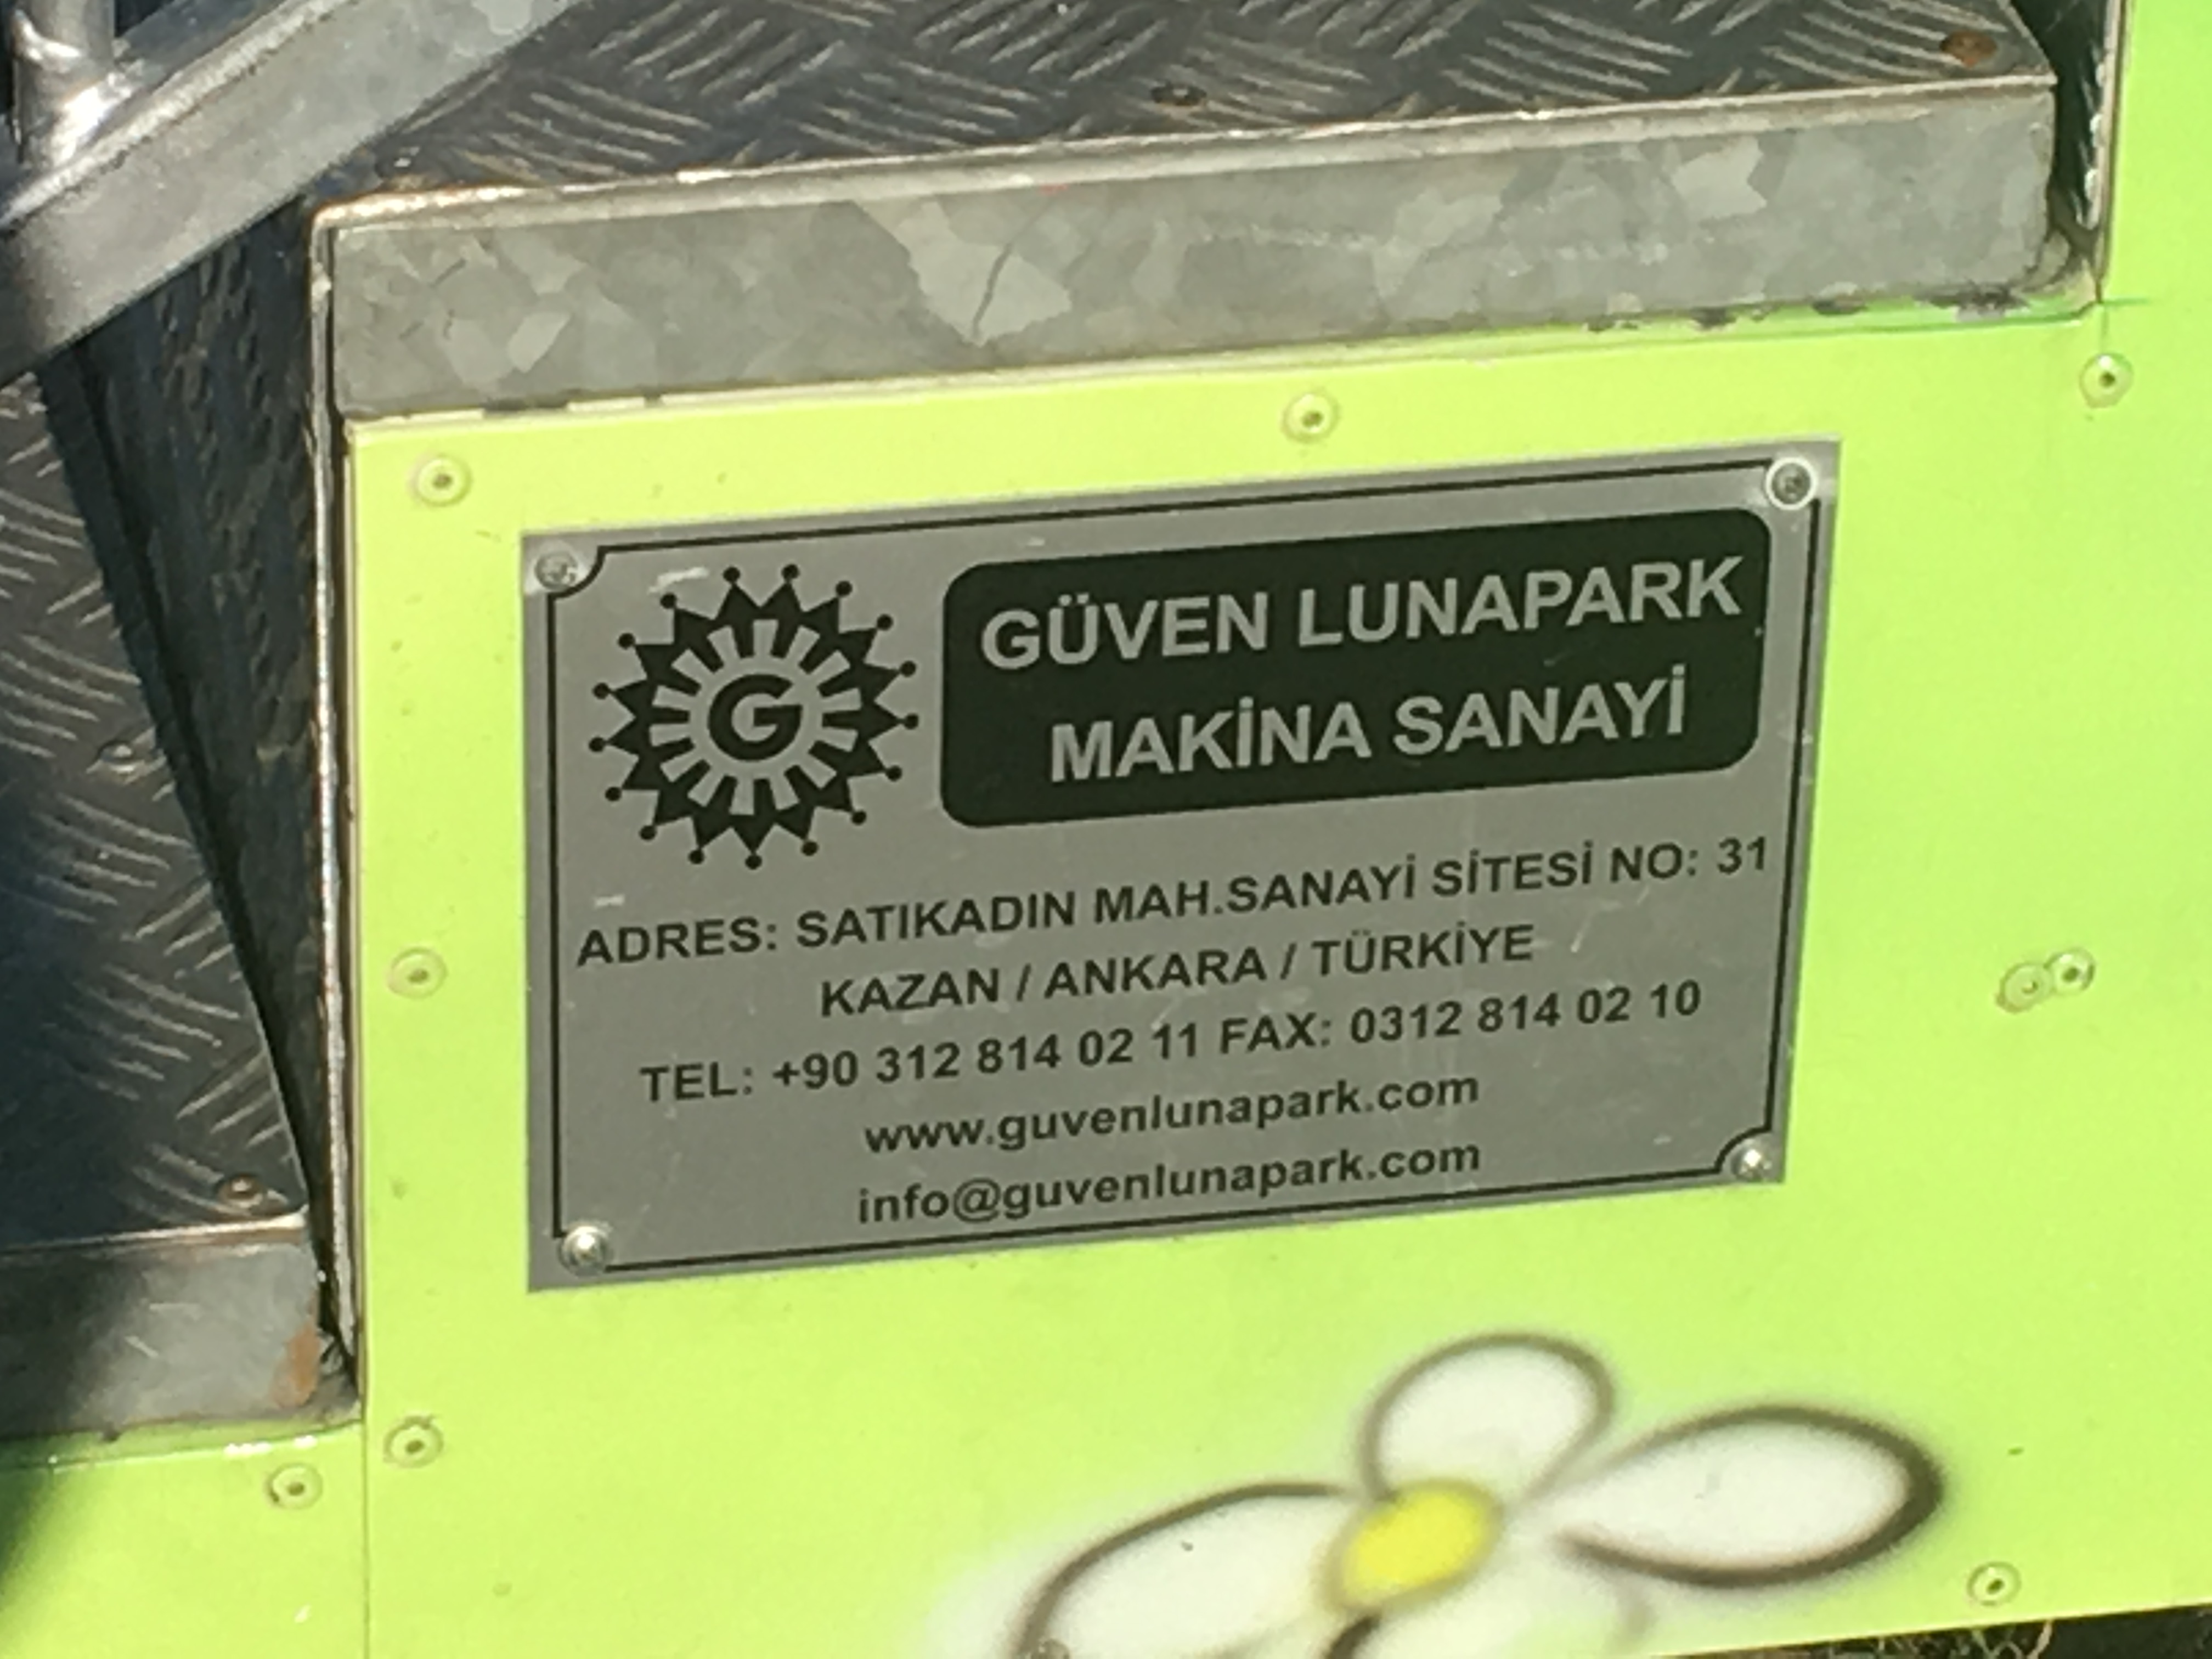 G
GÜVEN LUNAPARK
MAKİNA SANAYİ
ADRES: SATIKADIN MAH.SANAYİ SİTESİ NO: 31
KAZAN / ANKARA / TÜRKİYE
TEL: +90 312 814 02 11 FAX: 0312 814 02 10
www.guvenlunapark.com
info@guvenlunapark.com